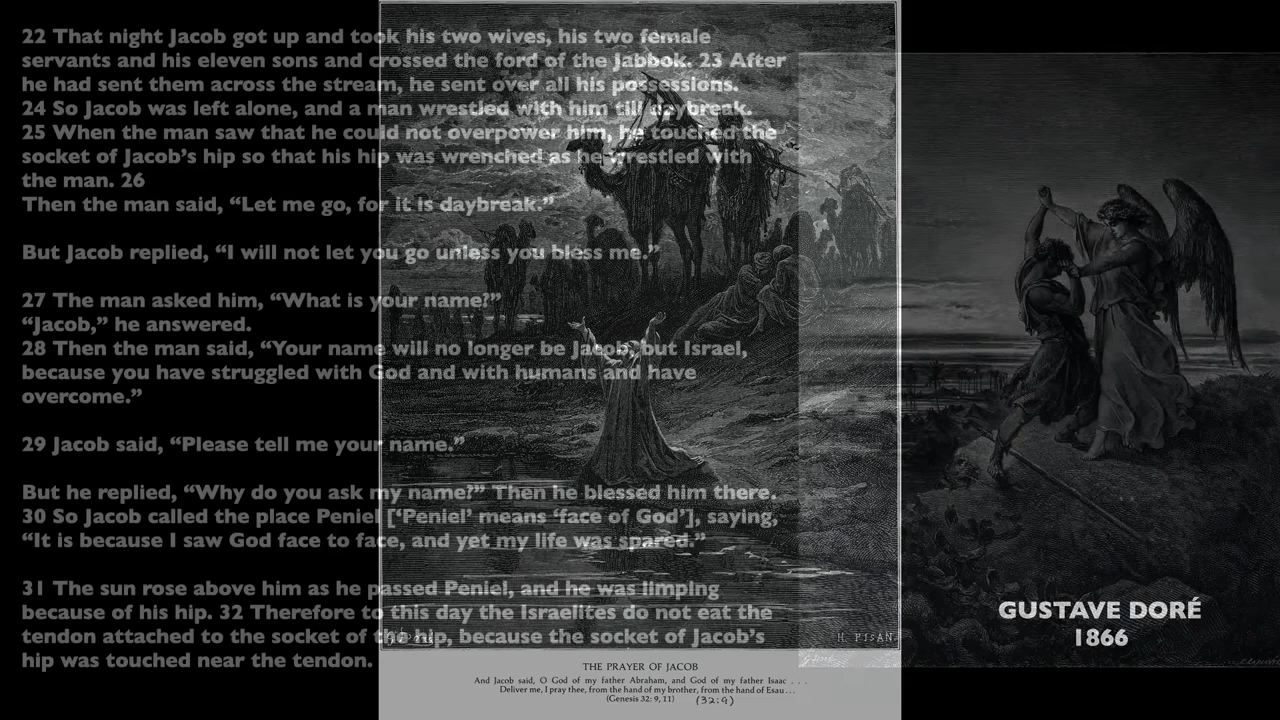 22 That night Jacob got up and took his two wives, his two female
servants and his eleven sons and crossed the ford of the Jabbok. 23 After
he had sent them across the stream, he sent over all his possessions.
24 So Jacob was left alone, and a man wrestled with him till daybreak.
25 When the man saw that he could not overpower him, he touched the
socket of Jacob’s hip so that his hip was wrenched as he wrestled with
the man. 26
Then the man said, “Let me go, for it is daybreak.”
But Jacob replied, “I will not let you go unless you bless me.”
27 The man asked him, “What is your name?”
“Jacob,” he answered.
28 Then the man said, “Your name will no longer be Jacob, but Israel,
because you have struggled with God and with humans and have
overcome.”
29 Jacob said, “Please tell me your name.”
But he replied, “Why do you ask my name?” Then he blessed him there.
30 So Jacob called the place Peniel [‘Peniel’ means ‘face of God’], saying,
“It is because I saw God face to face, and yet my life was spared.”
31 The sun rose above him as he passed Peniel, and he was limping
because of his hip. 32 Therefore to this day the Israelites do not eat the
tendon attached to the socket of the hip, because the socket of Jacob’s
hip was touched near the tendon.
H. PISAN
THE PRAYER OF JACOB
And Jacob said, O God of my father Abraham, and God of my father Isaac . . .
Deliver me, I pray thee, from the hand of my brother, from the hand of Esau . . .
(Genesis 32: 9, 11) (32:9)
GUSTAVE DORÉ
1866